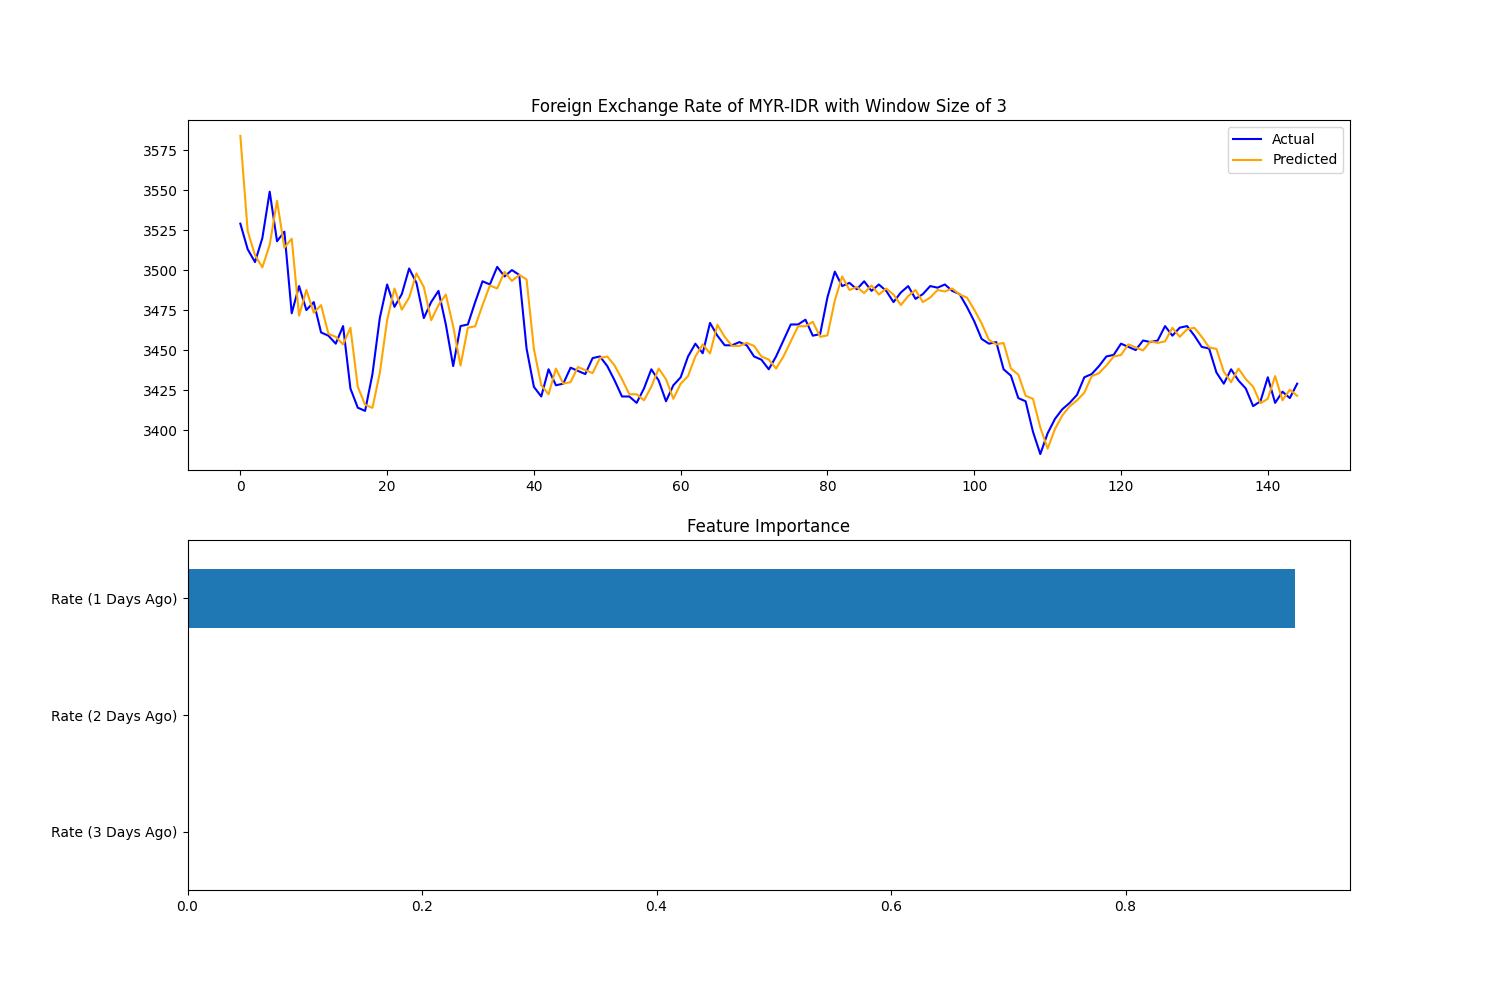 Foreign Exchange Rate of MYR-IDR with Window Size of 3
Actual
Predicted
3575
3550
3525
3500
3475
3450
3425
3400
0 20 40 60 80 100 120 140
Feature Importance
Rate (1 Days Ago)
Rate (2 Days Ago)
Rate (3 Days Ago)
0.0 0.2 0.4 0.6 0.8